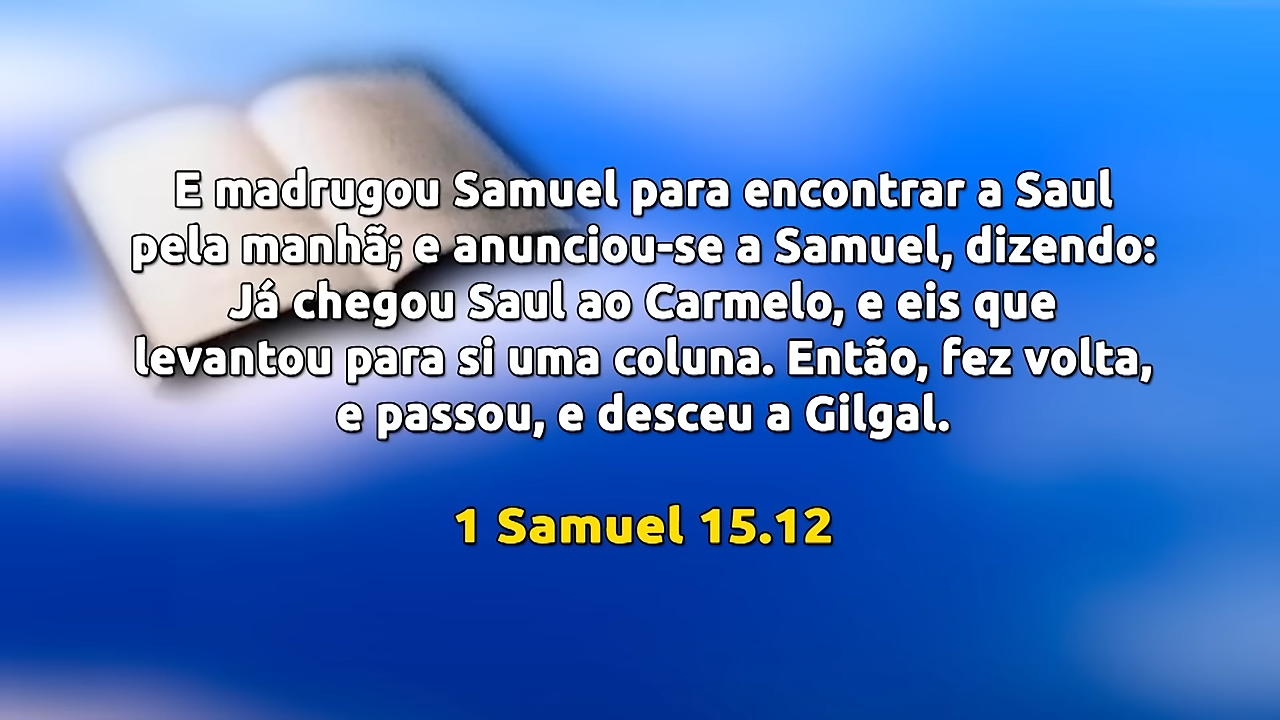 E madrugou Samuel para encontrar a Saul
pela manhã; e anunciou-se a Samuel, dizendo:
Já chegou Saul ao Carmelo, e eis que
levantou para si uma coluna. Então, fez volta,
e passou, e desceu a Gilgal.
1 Samuel 15.12